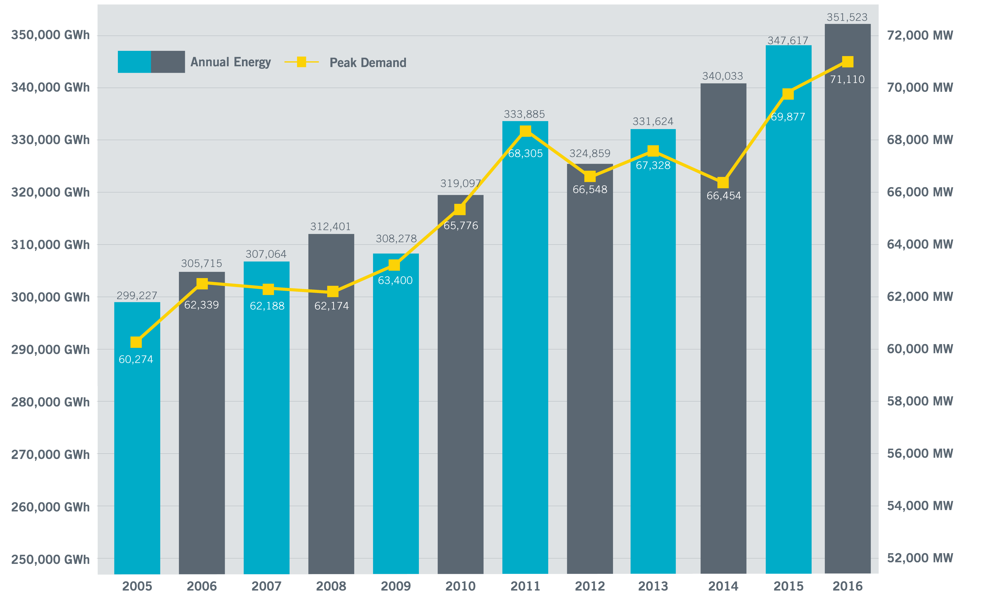 351,523
350,000 GWh
72,000 MW
347,617
Annual Energy
Peak Demand
340,033
71,110
340,000 GWh
70,000 MW
333,885
69,877
331,624
330,000 GWh
68,000 MW
68,305
324,859
67,328
319,097
66,548
320,000 GWh
66,000 MW
66,454
312,401
65,776
308,278
310,000 GWh
64,000 MW
307,064
305,715
63,400
299,227
300,000 GWh
62,000 MW
62,339
62,188
62,174
290,000 GWh
60,000 MW
60,274
280,000 GWh
58,000 MW
270,000 GWh
56,000 MW
260,000 GWh
54,000 MW
250,000 GWh
52,000 MW
2005 2006 2007 2008 2009 2010 2011 2012 2013 2014 2015 2016